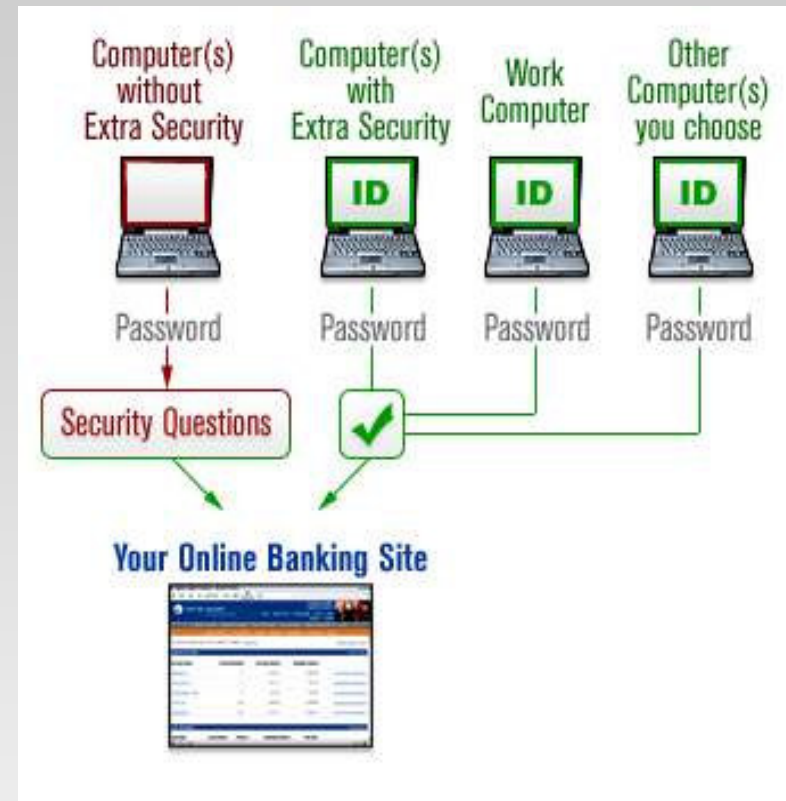 Computer(s)
without
Extra Security
Computer(s)
with
Extra Security
Work
Computer
Other
Computer(s)
you choose
ID
ID
ID
Password
Password
Password
Password
Security Questions
Your Online Banking Site